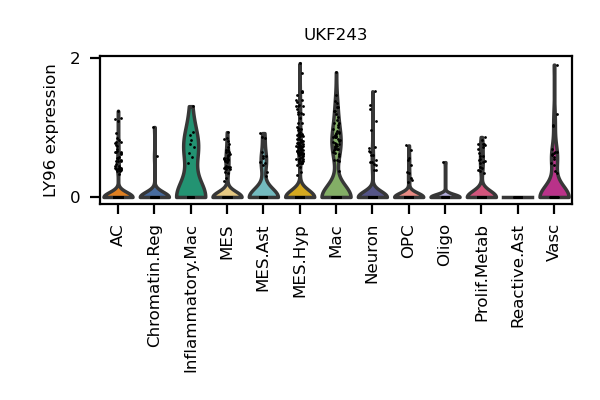 UKF243
LY96 expression
2
0
AC
Chromatin.Reg
Inflammatory.Mac
MES
MES.Ast
MES.Hyp
Mac
Neuron
OPC
Oligo
Prolif.Metab
Reactive.Ast
Vasc